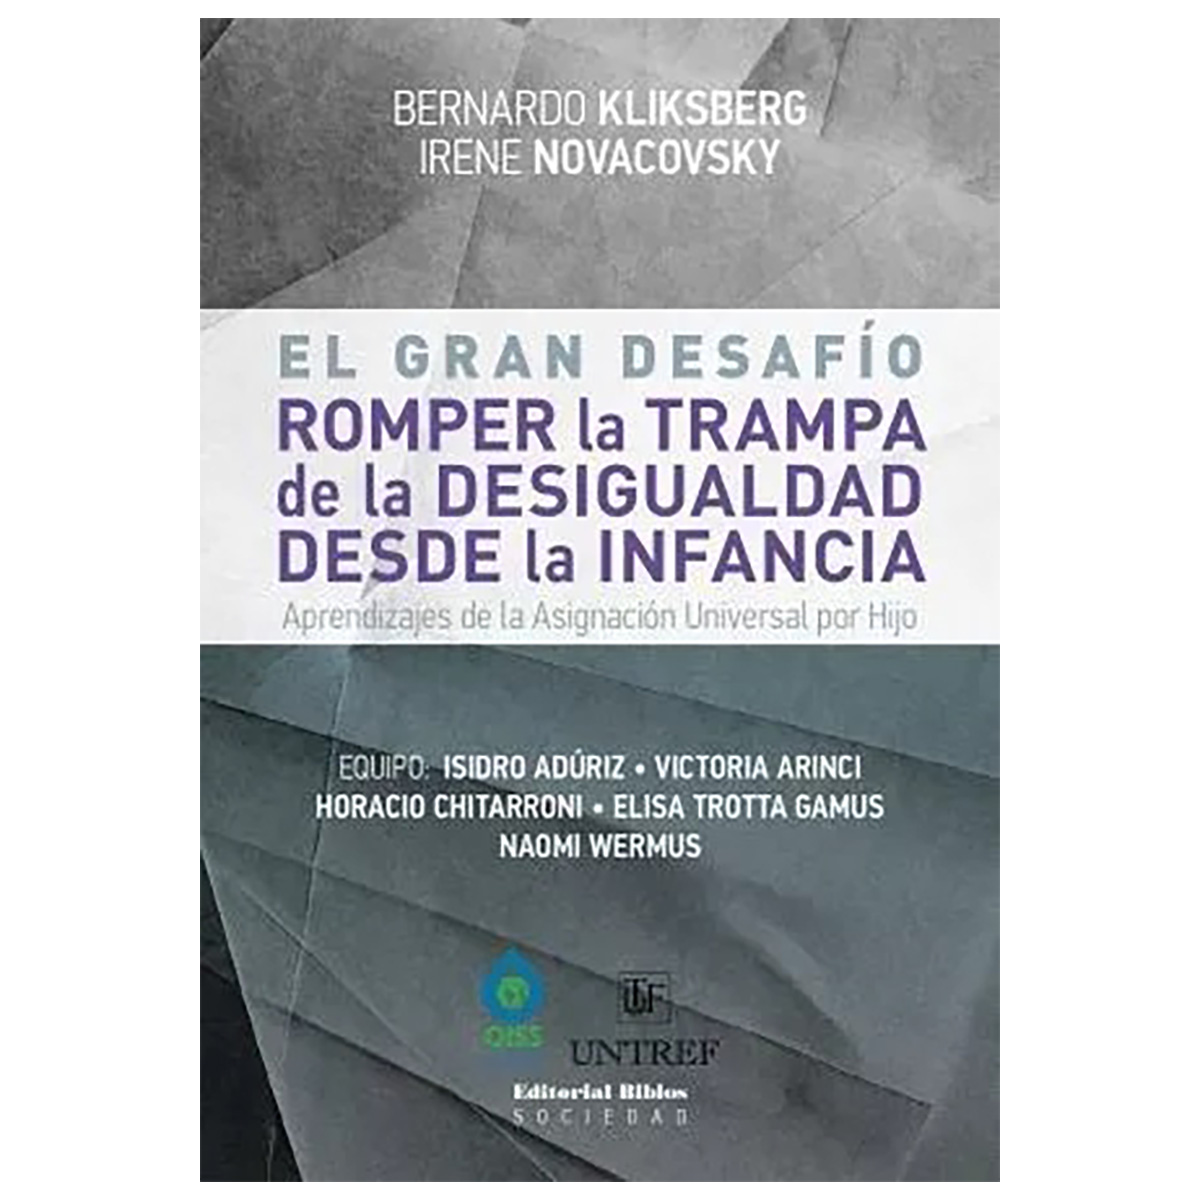 BERNARDO KLIKSBERG
IRENE NOVACOVSKY
EL GRAN DESAFÍO
ROMPER la TRAMPA
de la DESIGUALDAD
DESDE la INFANCIA
Aprendizajes de la Asignación Universal por Hijo
EQUIPO: ISIDRO ADÚRIZ • VICTORIA ARINCI
HORACIO CHITARRONI • ELISA TROTTA GAMUS
NAOMI WERMUS
OISS
UNTREF
Editorial Biblos
SOCIEDAD